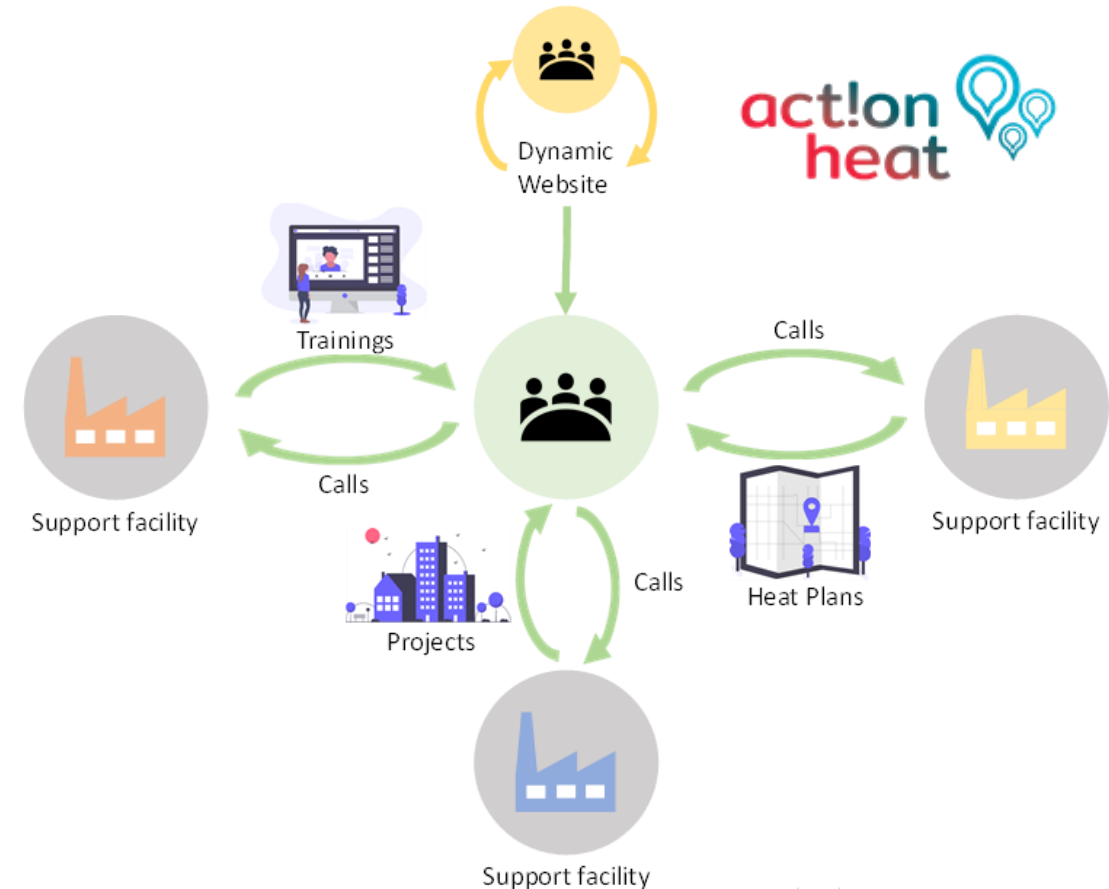 act!on
heat
Dynamic
Website
Trainings
Calls
Calls
Support facility
Support facility
Heat Plans
Calls
Projects
Support facility